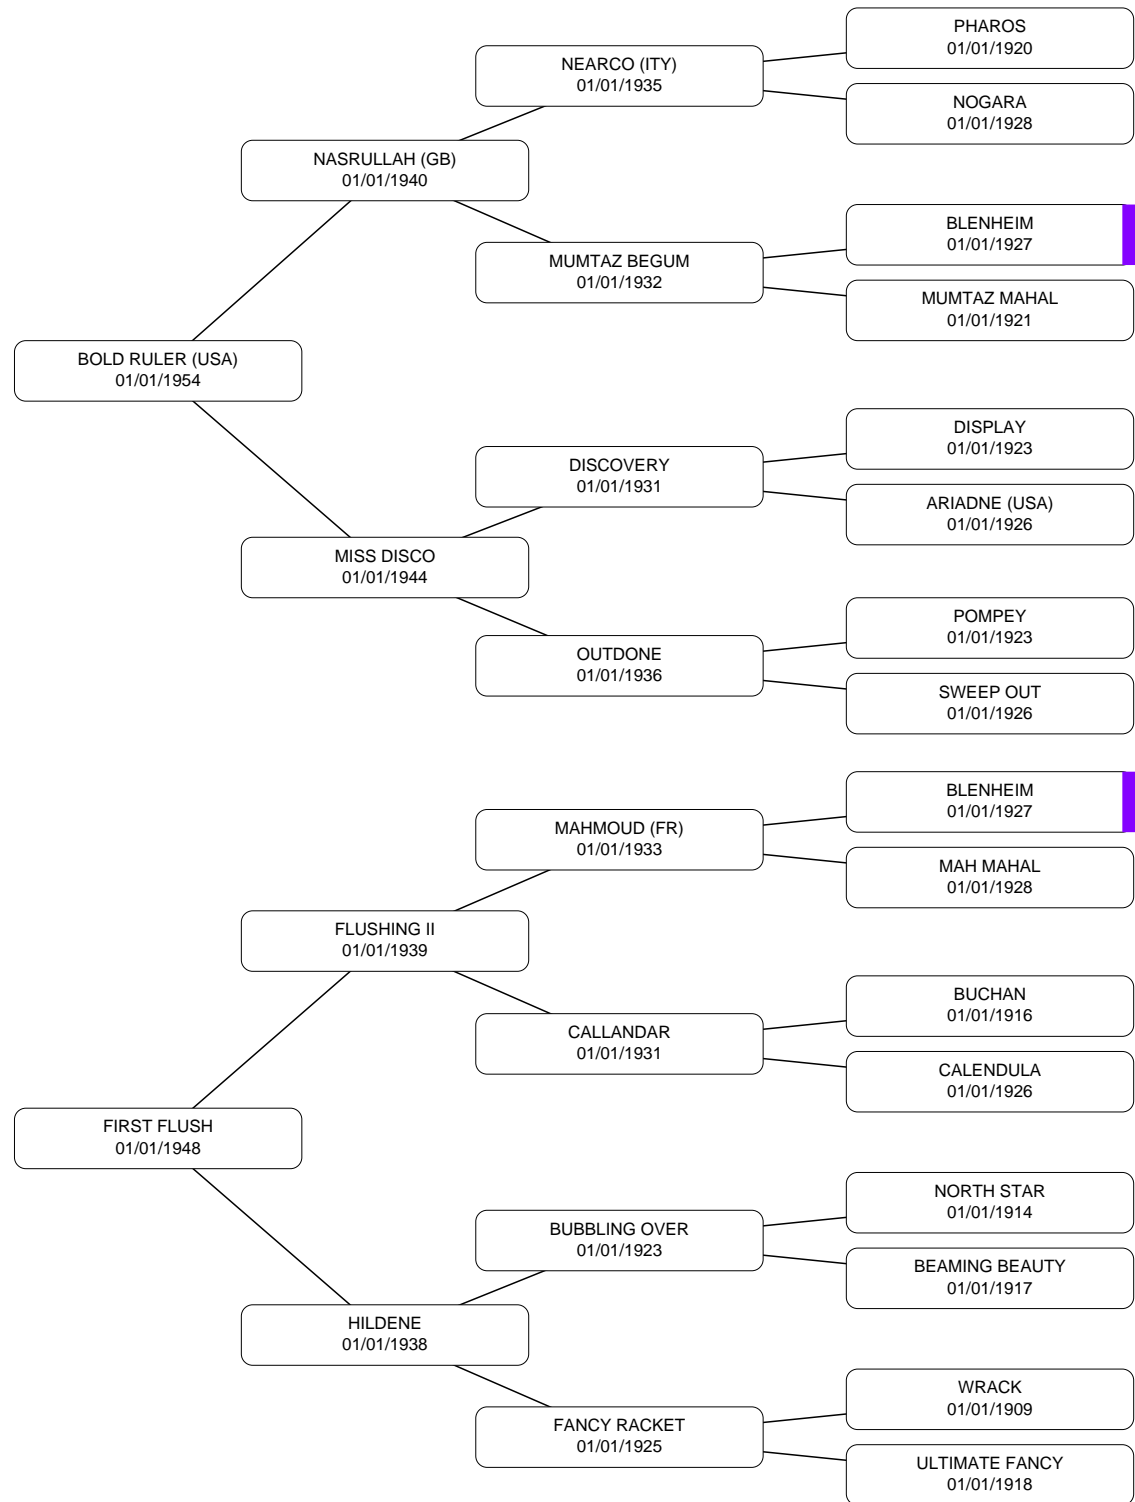 PHAROS
01/01/1920
NEARCO (ITY)
01/01/1935
NOGARA
01/01/1928
NASRULLAH (GB)
01/01/1940
BLENHEIM
01/01/1927
MUMTAZ BEGUM
01/01/1932
MUMTAZ MAHAL
01/01/1921
BOLD RULER (USA)
01/01/1954
DISPLAY
01/01/1923
DISCOVERY
01/01/1931
ARIADNE (USA)
01/01/1926
MISS DISCO
01/01/1944
POMPEY
01/01/1923
OUTDONE
01/01/1936
SWEEP OUT
01/01/1926
BLENHEIM
01/01/1927
MAHMOUD (FR)
01/01/1933
MAH MAHAL
01/01/1928
FLUSHING II
01/01/1939
BUCHAN
01/01/1916
CALLANDAR
01/01/1931
CALENDULA
01/01/1926
FIRST FLUSH
01/01/1948
NORTH STAR
01/01/1914
BUBBLING OVER
01/01/1923
BEAMING BEAUTY
01/01/1917
HILDENE
01/01/1938
WRACK
01/01/1909
FANCY RACKET
01/01/1925
ULTIMATE FANCY
01/01/1918